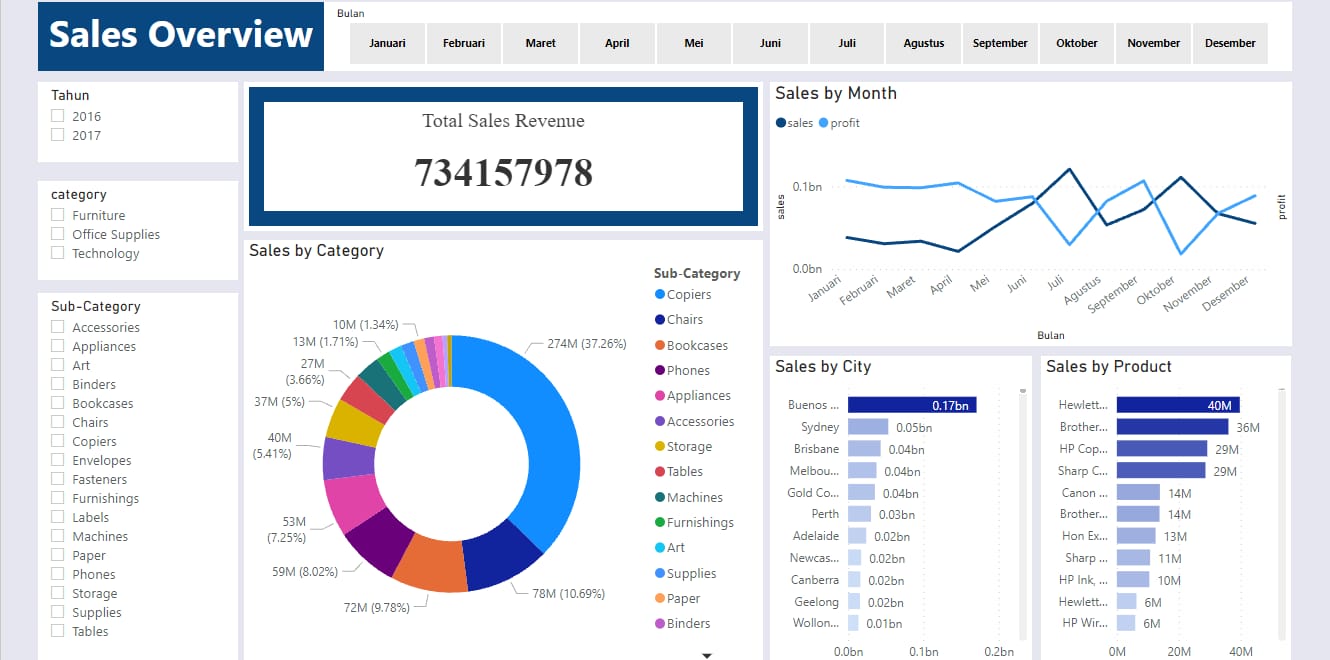 Sales Overview
Bulan
Januari Februari Maret April Mei Juni Juli Agustus September Oktober November Desember
Tahun
2016
2017
category
Furniture
Office Supplies
Technology
Sub-Category
Accessories
Appliances
Art
Binders
Bookcases
Chairs
Copiers
Envelopes
Fasteners
Furnishings
Labels
Machines
Paper
Phones
Storage
Supplies
Tables
Total Sales Revenue
734157978
Sales by Category
10M (1.34%)
13M (1.71%)
27M
(3.66%)
37M (5%)
40M
(5.41%)
53M
(7.25%)
59M (8.02%)
72M (9.78%)
78M (10.69%)
274M (37.26%)
Sub-Category
Copiers
Chairs
Bookcases
Phones
Appliances
Accessories
Storage
Tables
Machines
Furnishings
Art
Supplies
Paper
Binders
Sales by Month
sales profit
sales
0.1bn
0.0bn
profit
Januari Februari Maret April Mei Juni Juli Agustus September Oktober November Desember
Bulan
Sales by City
Buenos ... 0.17bn
Sydney 0.05bn
Brisbane 0.04bn
Melbou... 0.04bn
Gold Co... 0.04bn
Perth 0.03bn
Adelaide 0.02bn
Newcas... 0.02bn
Canberra 0.02bn
Geelong 0.02bn
Wollon... 0.01bn
0.0bn 0.1bn 0.2bn
Sales by Product
Hewlett... 40M
Brother... 36M
HP Cop... 29M
Sharp C... 29M
Canon ... 14M
Brother... 14M
Hon Ex... 13M
Sharp ... 11M
HP Ink, ... 10M
Hewlett... 6M
HP Wir... 6M
0M 20M 40M